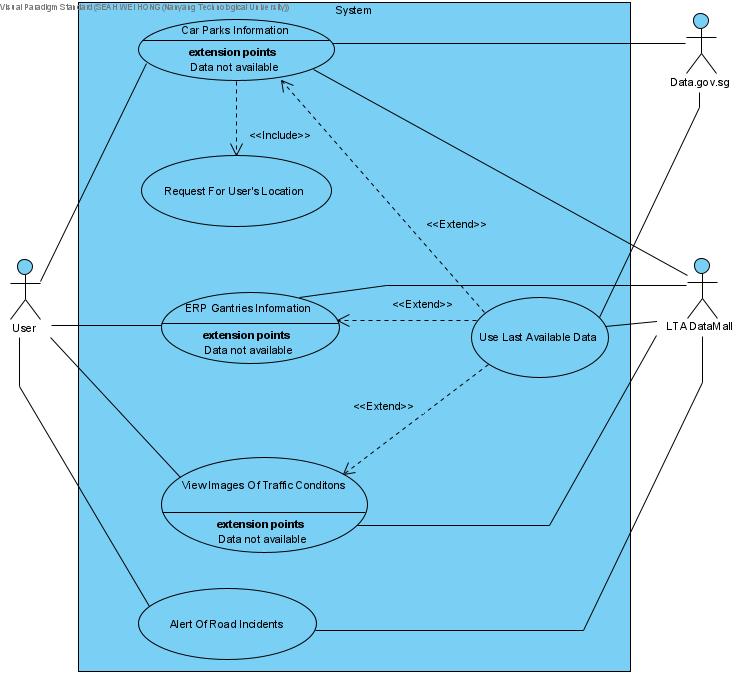 Visual Paradigm Standard(SEAH WEI HONG(Nanyang Technological University))
System
Car Parks Information
extension points
Data not available
Data.gov.sg
<<Include>>
Request For User's Location
<<Extend>>
ERP Gantries Information
extension points
Data not available
<<Extend>>
Use Last Available Data
User
LTA DataMall
<<Extend>>
View Images Of Traffic Conditons
extension points
Data not available
Alert Of Road Incidents